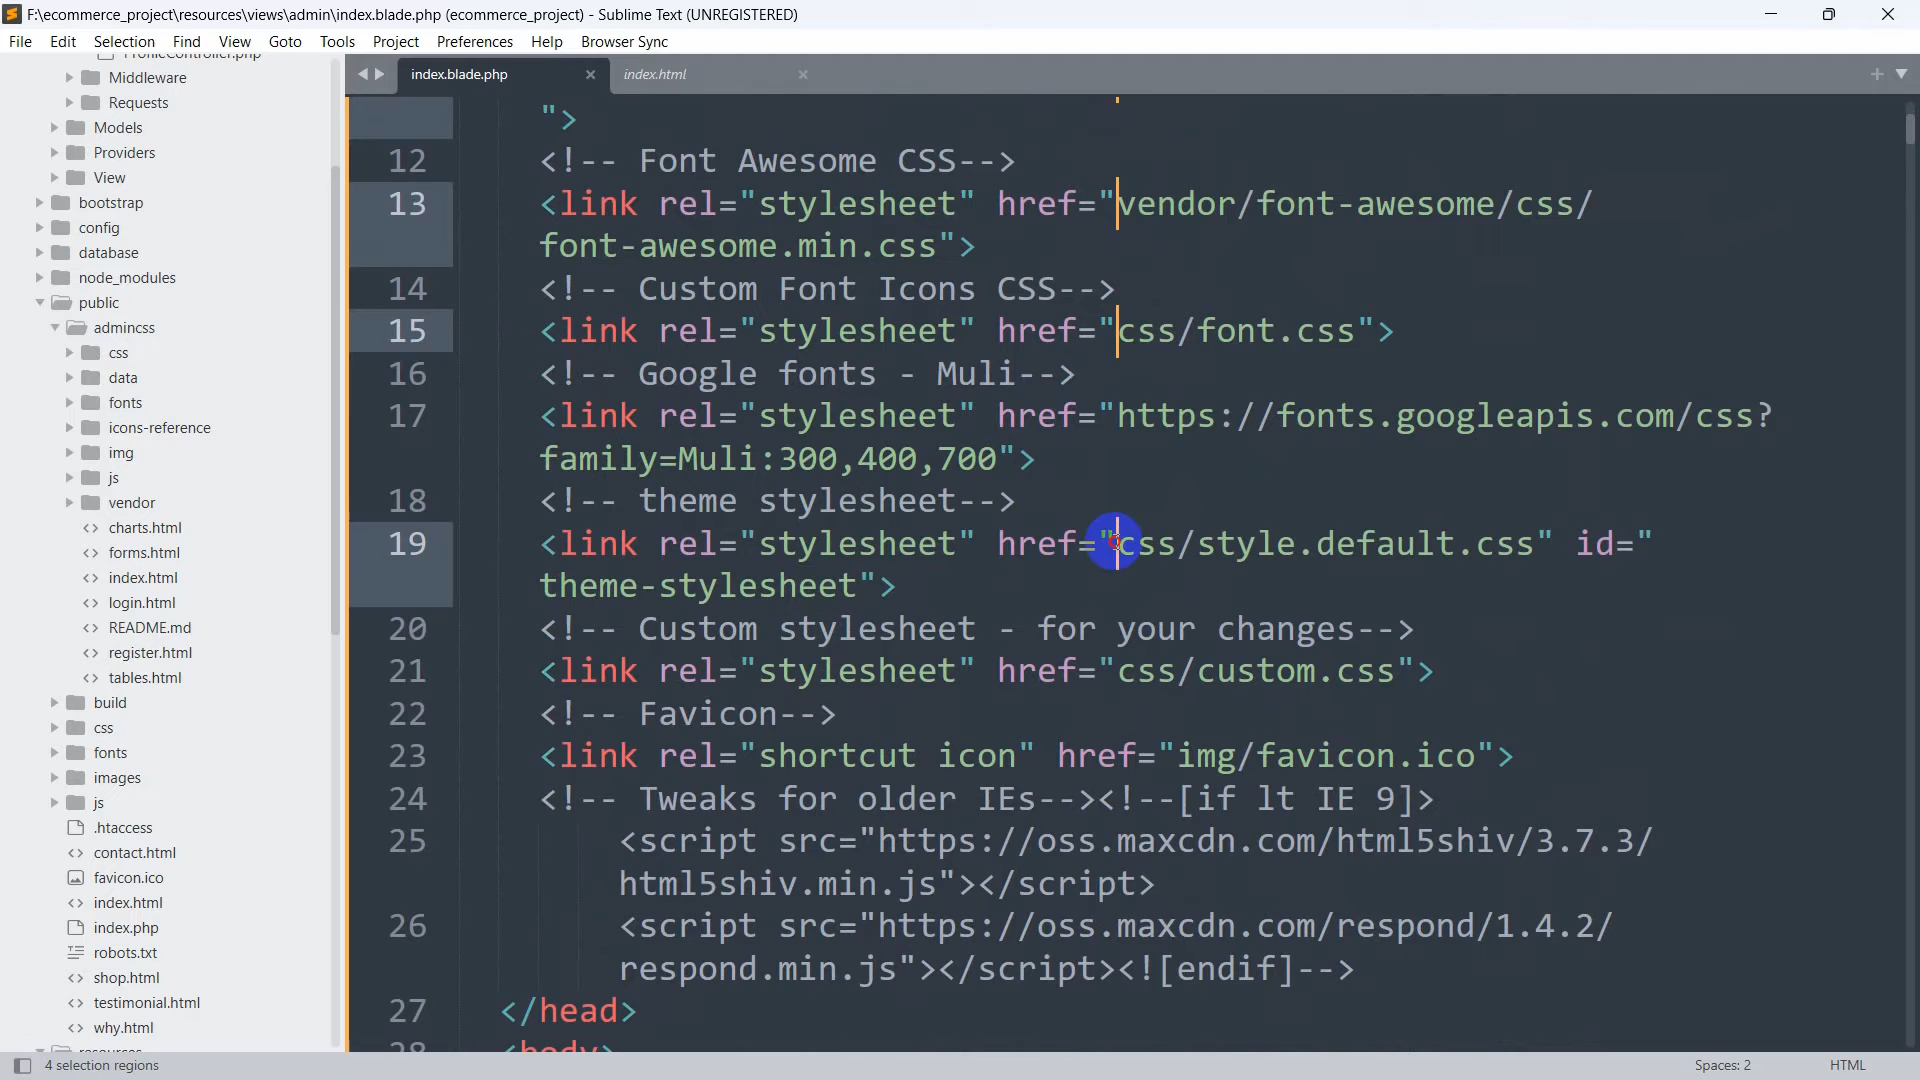 F:\ecommerce_project\resources\views\admin\index.blade.php (ecommerce_project) - Sublime Text (UNREGISTERED)
File Edit Selection Find View Goto Tools Project Preferences Help Browser Sync
ProfileController.php
Middleware
Requests
Models
Providers
View
bootstrap
config
database
node_modules
public
admincss
css
data
fonts
icons-reference
img
js
vendor
charts.html
forms.html
index.html
login.html
README.md
register.html
tables.html
build
css
fonts
images
js
.htaccess
contact.html
favicon.ico
index.html
index.php
robots.txt
shop.html
testimonial.html
why.html
resources
index.blade.php index.html
">
12 <!-- Font Awesome CSS-->
13 <link rel="stylesheet" href="vendor/font-awesome/css/
font-awesome.min.css">
14 <!-- Custom Font Icons CSS-->
15 <link rel="stylesheet" href="css/font.css">
16 <!-- Google fonts - Muli-->
17 <link rel="stylesheet" href="https://fonts.googleapis.com/css?
family=Muli:300,400,700">
18 <!-- theme stylesheet-->
19 <link rel="stylesheet" href="css/style.default.css" id="
theme-stylesheet">
20 <!-- Custom stylesheet - for your changes-->
21 <link rel="stylesheet" href="css/custom.css">
22 <!-- Favicon-->
23 <link rel="shortcut icon" href="img/favicon.ico">
24 <!-- Tweaks for older IEs--><!--[if lt IE 9]>
25 <script src="https://oss.maxcdn.com/html5shiv/3.7.3/
html5shiv.min.js"></script>
26 <script src="https://oss.maxcdn.com/respond/1.4.2/
respond.min.js"></script><![endif]-->
27 </head>
28 <body>
4 selection regions Spaces: 2 HTML